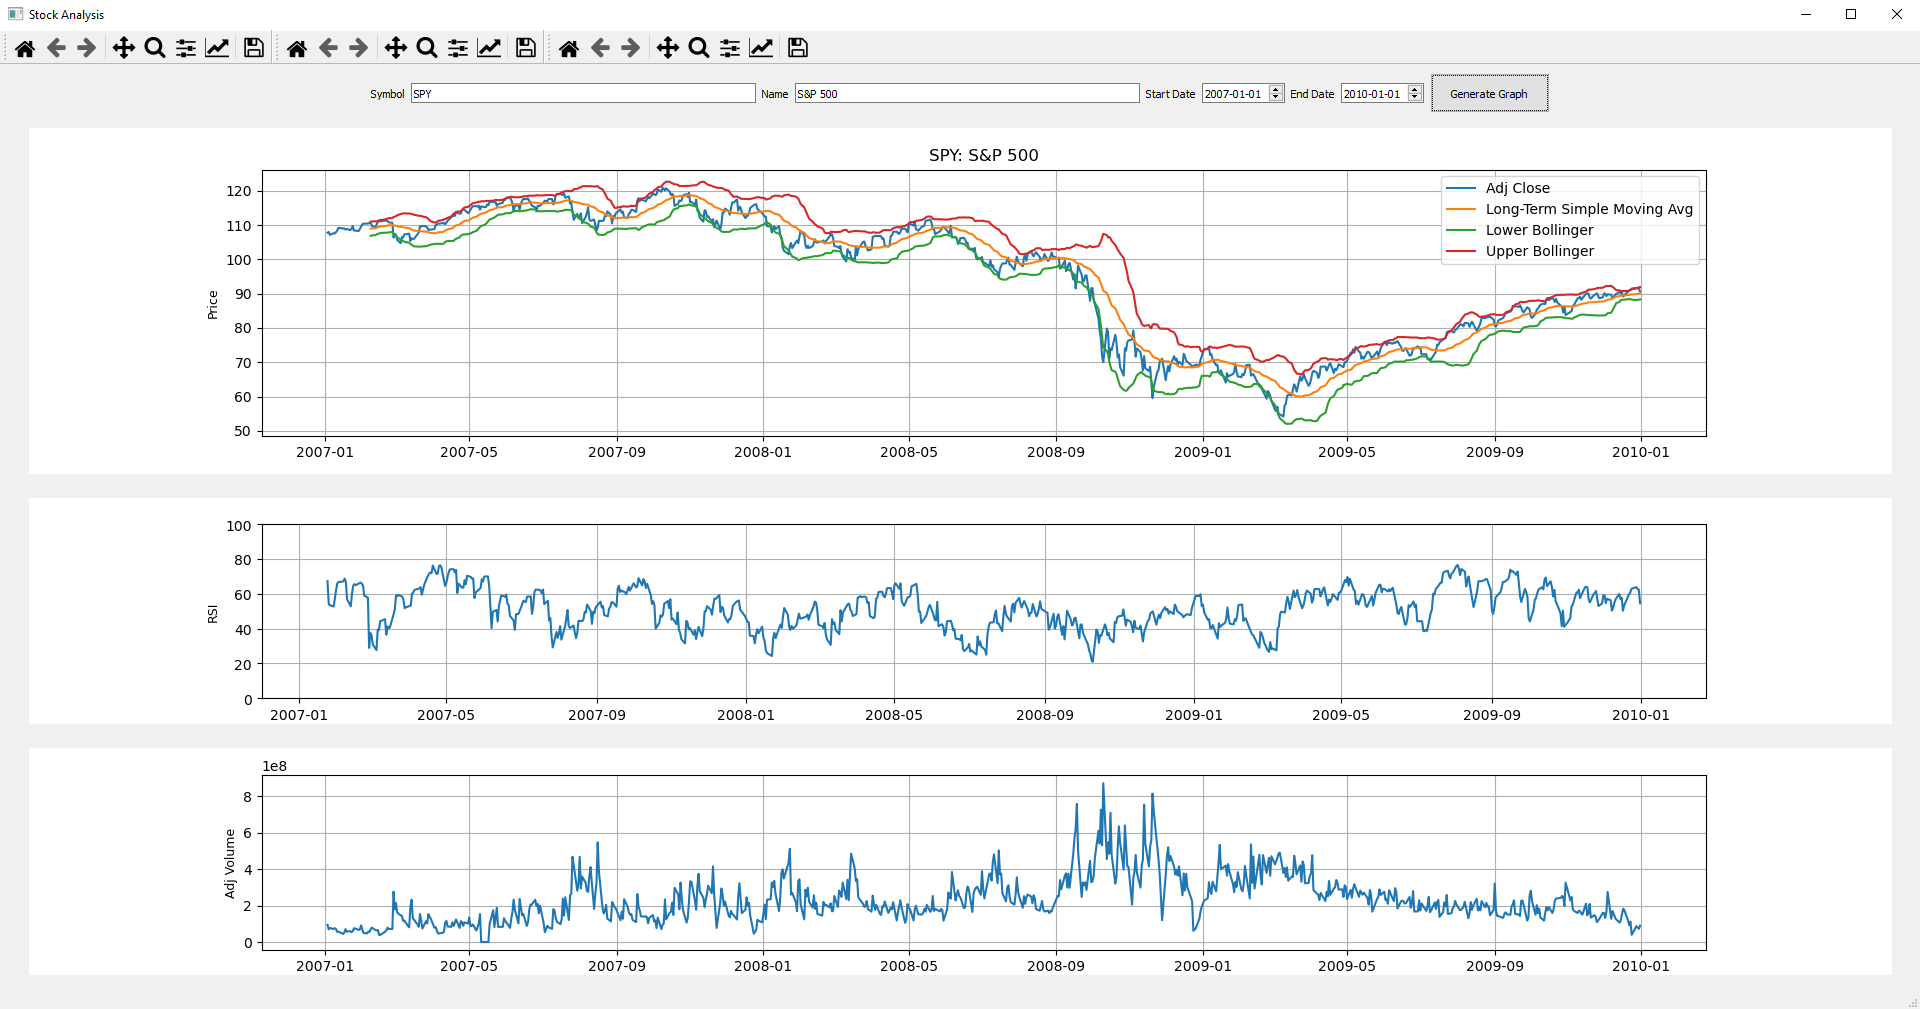 Stock Analysis
Symbol SPY Name S&P 500 Start Date 2007-01-01 End Date 2010-01-01 Generate Graph
SPY: S&P 500
Price
120
110
100
90
80
70
60
50
Adj Close
Long-Term Simple Moving Avg
Lower Bollinger
Upper Bollinger
2007-01 2007-05 2007-09 2008-01 2008-05 2008-09 2009-01 2009-05 2009-09 2010-01
RSI
100
80
60
40
20
0
2007-01 2007-05 2007-09 2008-01 2008-05 2008-09 2009-01 2009-05 2009-09 2010-01
1e8
Adj Volume
8
6
4
2
0
2007-01 2007-05 2007-09 2008-01 2008-05 2008-09 2009-01 2009-05 2009-09 2010-01